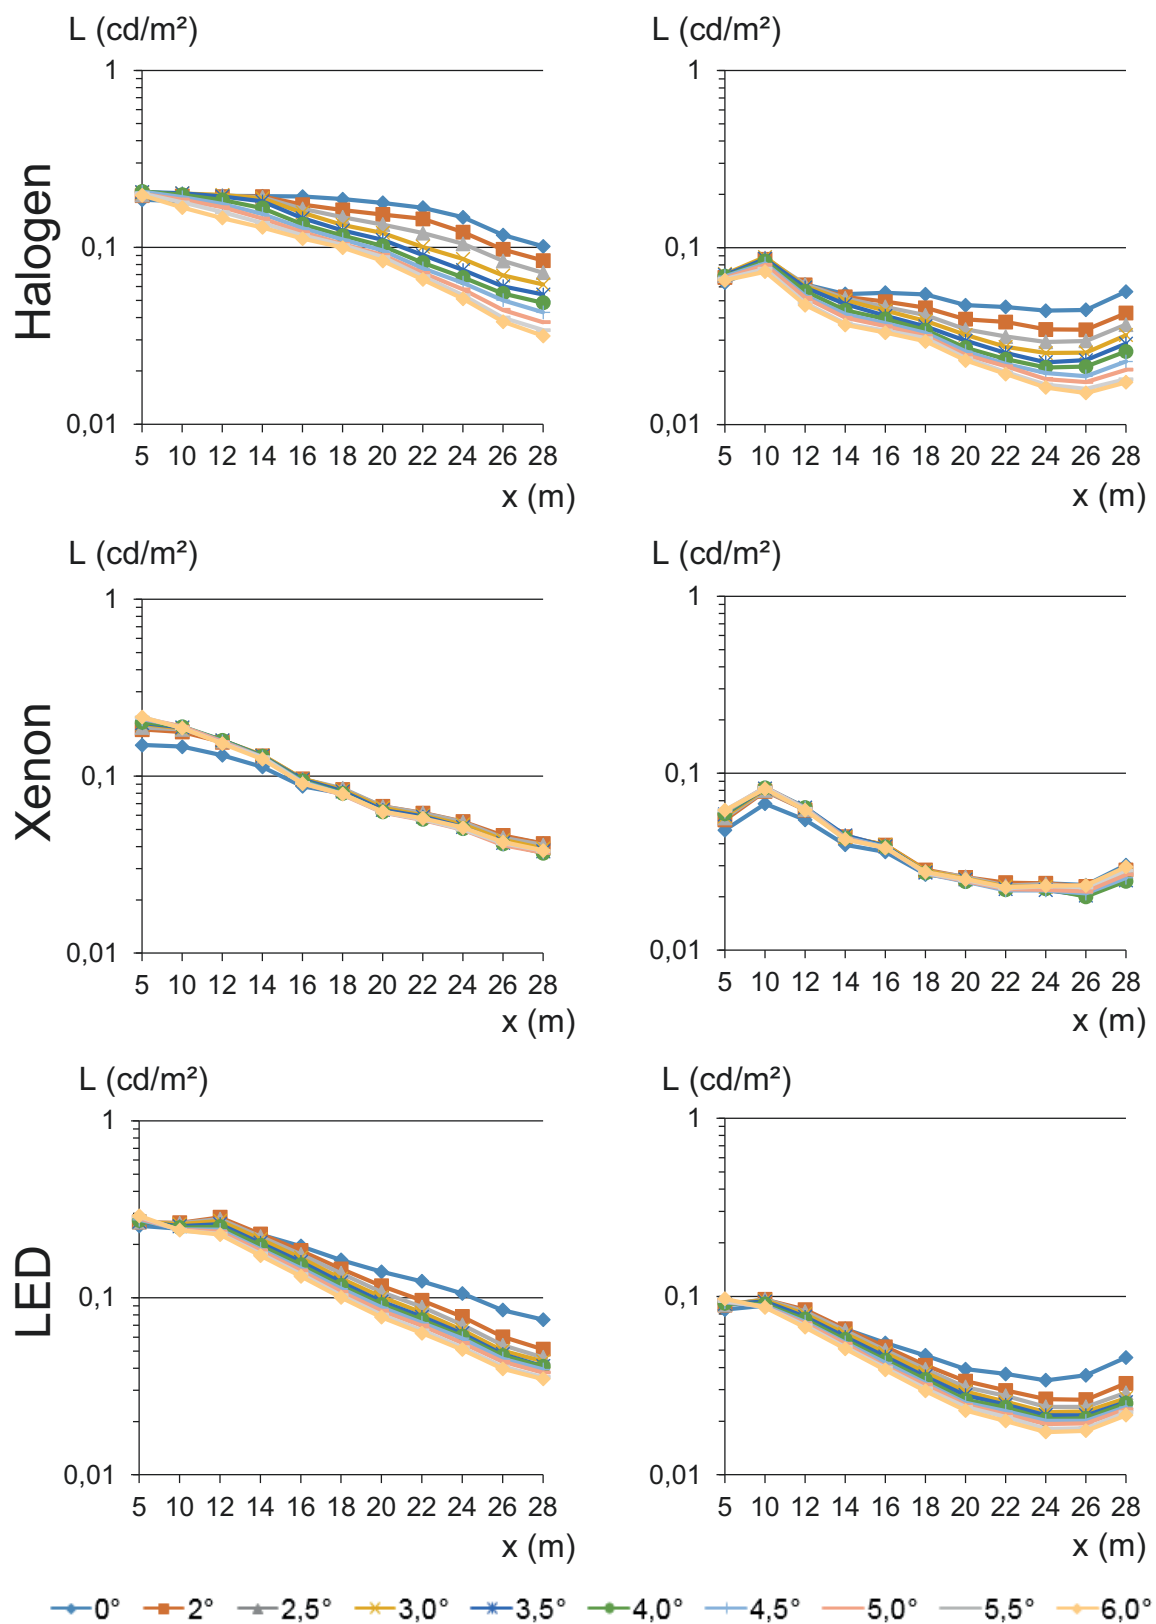 L (cd/m²) L (cd/m²)
Halogen
1 1
0,1 0,1
0,01 0,01
5 10 12 14 16 18 20 22 24 26 28 5 10 12 14 16 18 20 22 24 26 28
x (m) x (m)
L (cd/m²) L (cd/m²)
Xenon
1 1
0,1 0,1
0,01 0,01
5 10 12 14 16 18 20 22 24 26 28 5 10 12 14 16 18 20 22 24 26 28
x (m) x (m)
L (cd/m²) L (cd/m²)
LED
1 1
0,1 0,1
0,01 0,01
5 10 12 14 16 18 20 22 24 26 28 5 10 12 14 16 18 20 22 24 26 28
x (m) x (m)
0° 2° 2,5° 3,0° 3,5° 4,0° 4,5° 5,0° 5,5° 6,0°